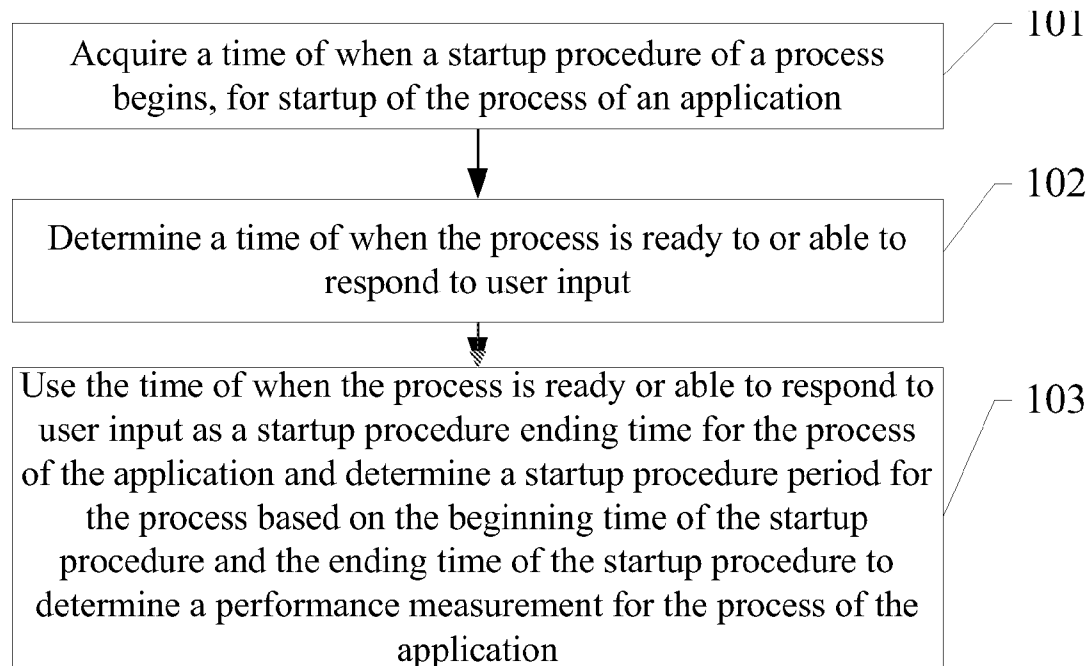 101
Acquire a time of when a startup procedure of a process
begins, for startup of the process of an application
102
Determine a time of when the process is ready to or able to
respond to user input
103
Use the time of when the process is ready or able to respond to
user input as a startup procedure ending time for the process
of the application and determine a startup procedure period for
the process based on the beginning time of the startup
procedure and the ending time of the startup procedure to
determine a performance measurement for the process of the
application